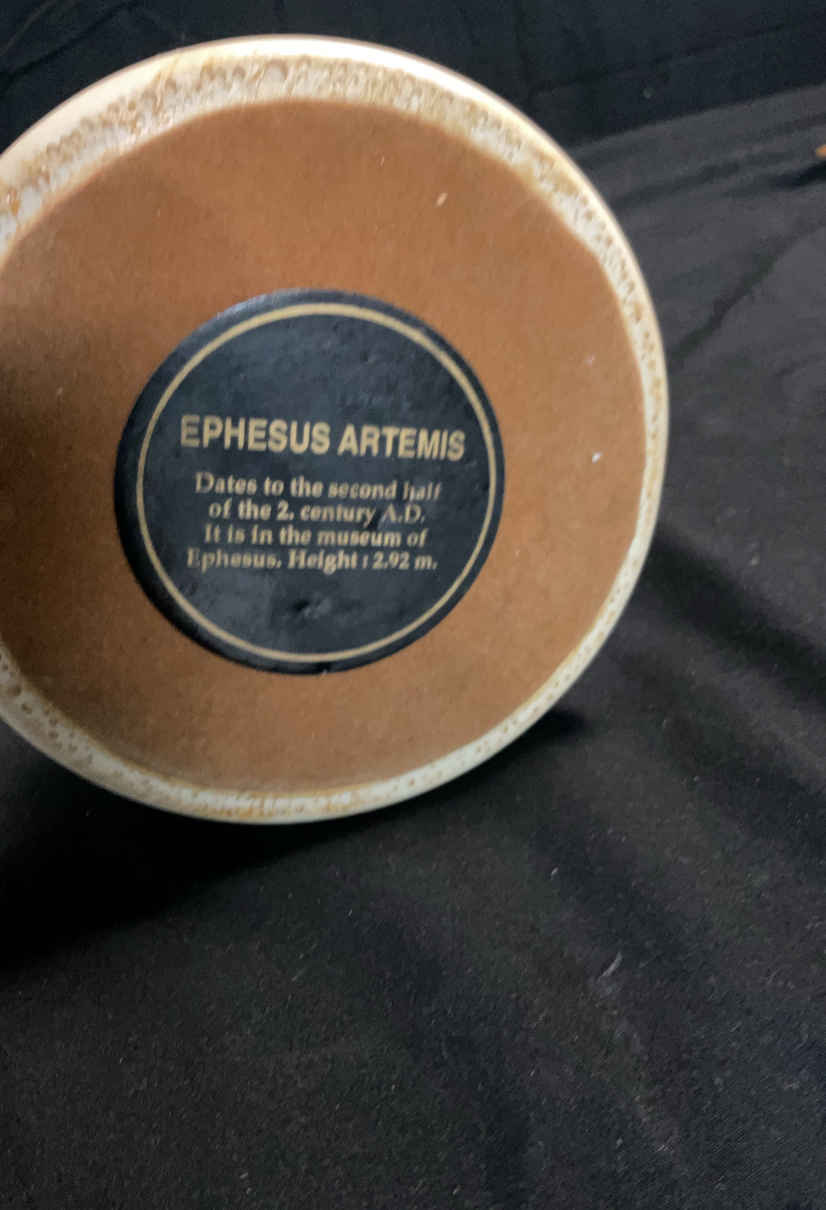 EPHESUS ARTEMIS
Dates to the second half
of the 2. century A.D.
It is in the museum of
Ephesus. Height : 2.92 m.